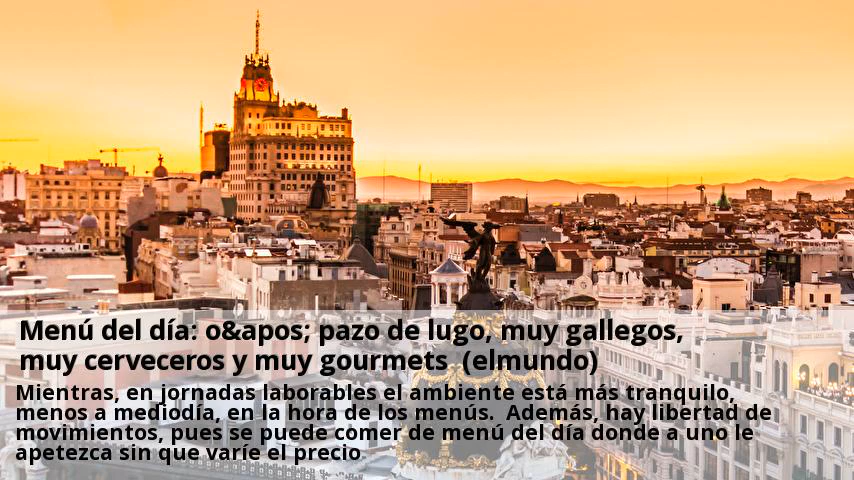 Menú del día: o&apos; pazo de lugo, muy gallegos,
muy cerveceros y muy gourmets  (elmundo)
Mientras, en jornadas laborables el ambiente está más tranquilo,
menos a mediodía, en la hora de los menús.  Además, hay libertad de
movimientos, pues se puede comer de menú del día donde a uno le
apetezca sin que varíe el precio